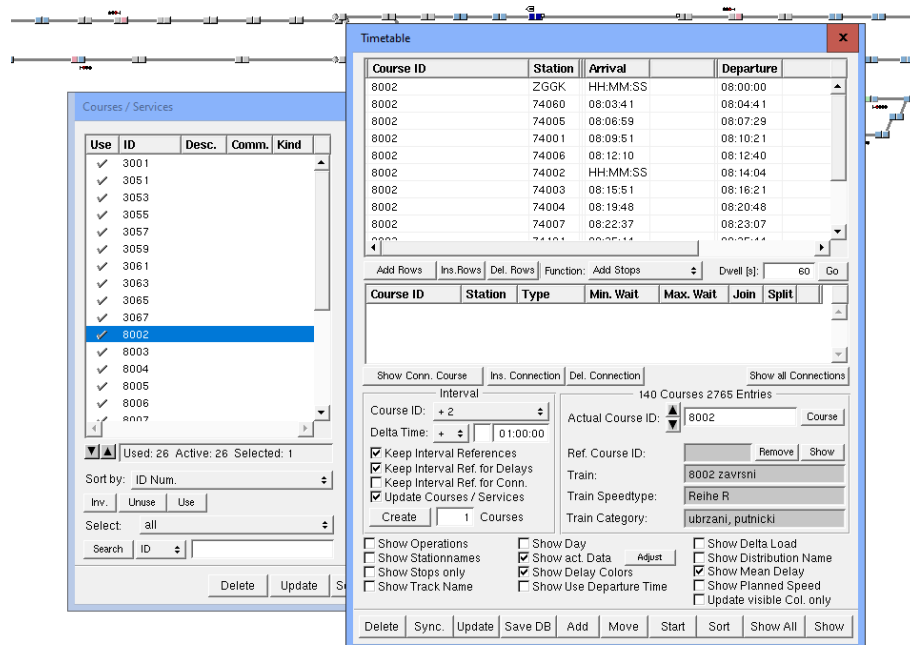 Timetable x
Course ID Station Arrival Departure
8002 ZGGK HH:MM:SS 08:00:00
8002 74060 08:03:41 08:04:41
8002 74005 08:06:59 08:07:29
8002 74001 08:09:51 08:10:21
8002 74006 08:12:10 08:12:40
8002 74002 HH:MM:SS 08:14:04
8002 74003 08:15:51 08:16:21
8002 74004 08:19:48 08:20:48
8002 74007 08:22:37 08:23:07
Add Rows Ins.Rows Del. Rows Function: Add Stops Dwell [s]: 60 Go
Course ID Station Type Min. Wait Max. Wait Join Split
Show Conn. Course Ins. Connection Del. Connection Show all Connections
Interval
Course ID: + 2
Delta Time: + 01:00:00
Keep Interval References
Keep Interval Ref. for Delays
Keep Interval Ref. for Conn.
Update Courses / Services
Create 1 Courses
140 Courses 2765 Entries
Actual Course ID: 8002 Course
Ref. Course ID: Remove Show
Train: 8002 zavrsni
Train Speedtype: Reihe R
Train Category: ubrzani, putnicki
Show Operations Show Day Show Delta Load
Show Stationnames Show act. Data Adjust Show Distribution Name
Show Stops only Show Delay Colors Show Mean Delay
Show Track Name Show Use Departure Time Show Planned Speed
Update visible Col. only
Delete Sync. Update Save DB Add Move Start Sort Show All Show
Courses / Services
Use ID Desc. Comm. Kind
3001
3051
3053
3055
3057
3059
3061
3063
3065
3067
8002
8003
8004
8005
8006
8007
Used: 26 Active: 26 Selected: 1
Sort by: ID Num.
Inv. Unuse Use
Select: all
Search ID
Delete Update